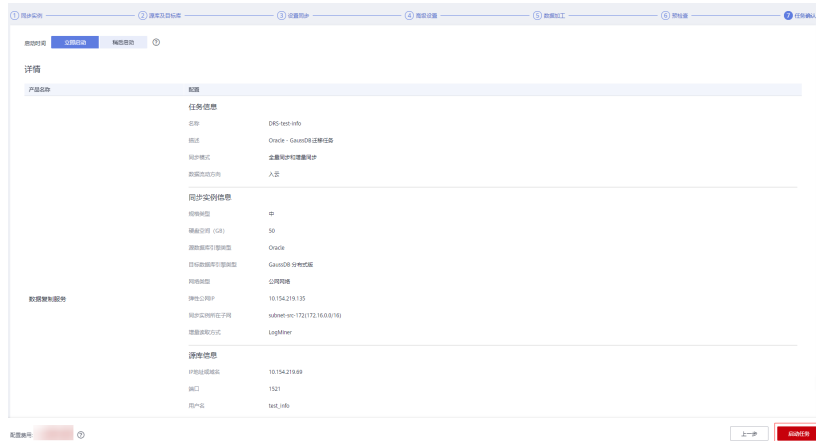 1 同步实例 2 源库及目标库 3 设置同步 4 高级设置 5 数据加工 6 预检查 7 任务确认
启动时间 立即启动 稍后启动
详情
产品名称 配置
任务信息
名称 DRS-test-info
描述 Oracle - GaussDB迁移任务
同步模式 全量同步和增量同步
数据流动方向 入云
同步实例信息
规格类型 中
磁盘空间 (GB) 50
源数据库引擎类型 Oracle
目标数据库引擎类型 GaussDB 分布式版
网络类型 公网网络
数据复制服务
弹性公网IP 10.154.219.135
同步实例所在子网 subnet-src-172(172.16.0.0/16)
增量读取方式 LogMiner
源库信息
IP地址或域名 10.154.219.69
端口 1521
用户名 test_info
配置费用
上一步 启动任务